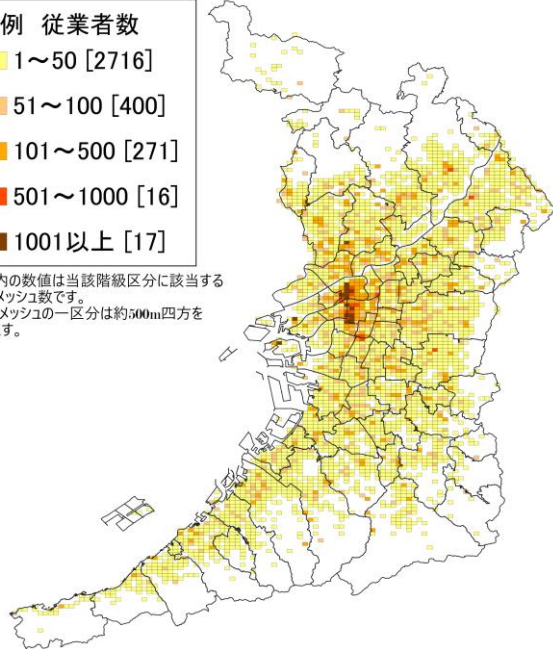 例 従業者数
1～50 [2716]
51～100 [400]
101～500 [271]
501～1000 [16]
1001以上 [17]
内の数値は当該階級区分に該当する
メッシュ数です。
メッシュの一区分は約500m四方を
す。